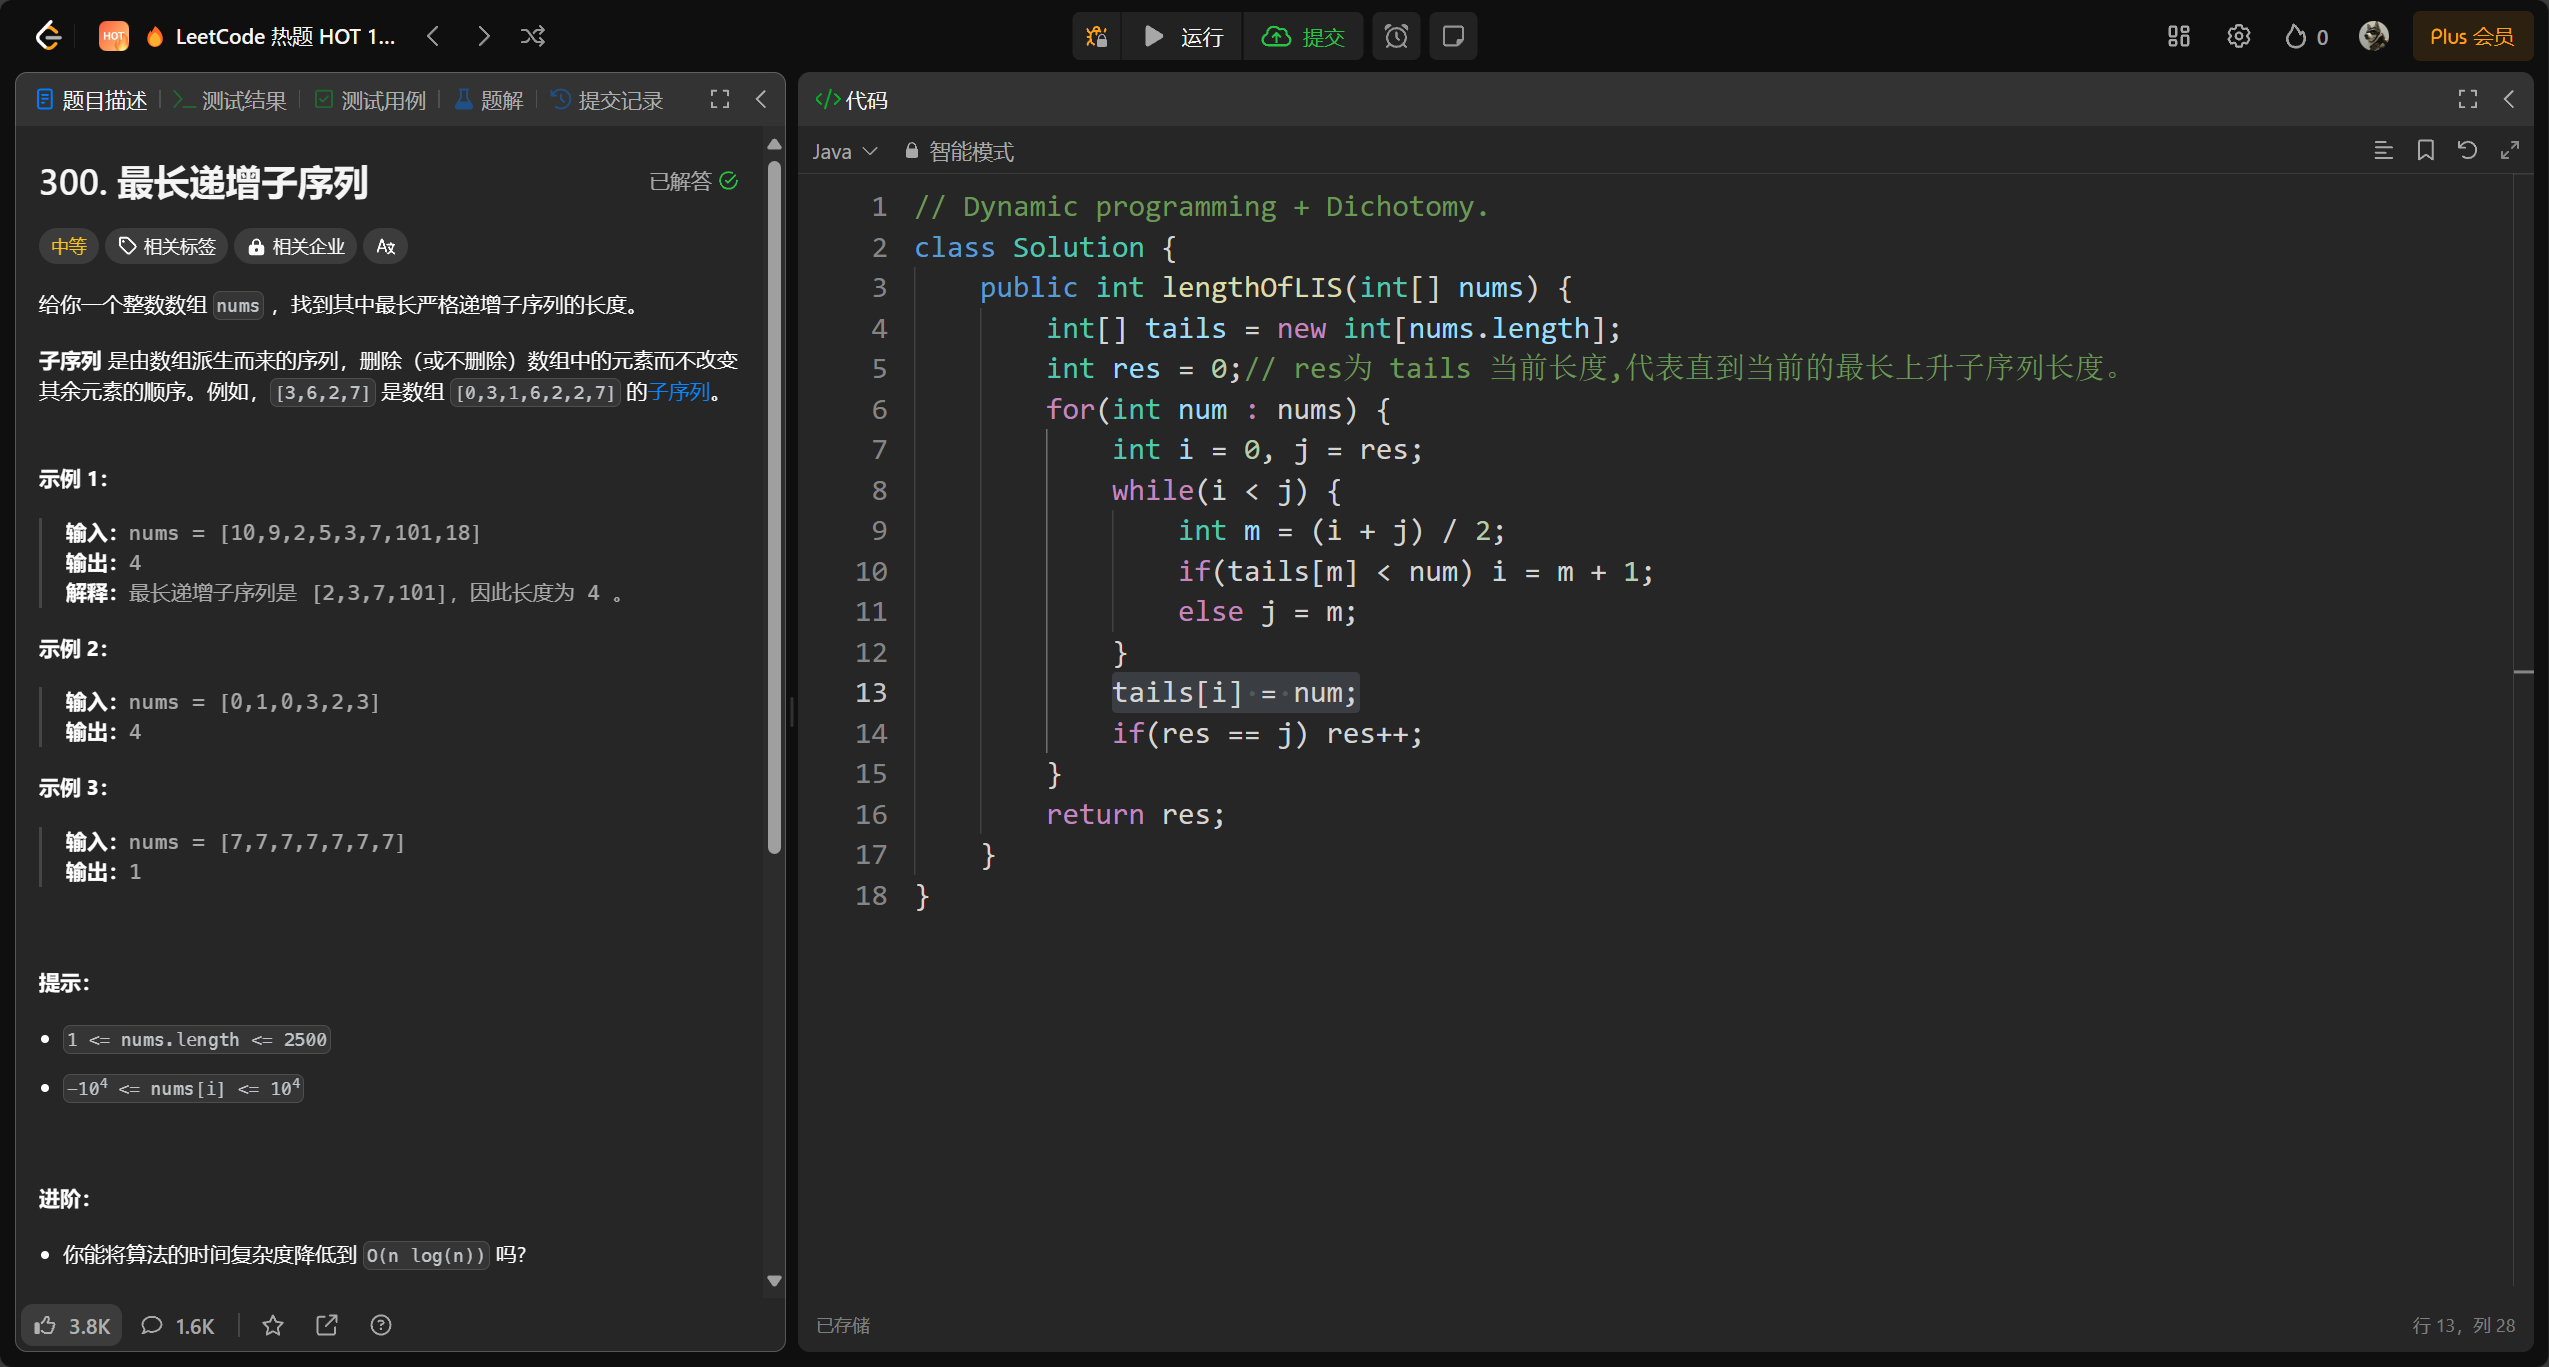 HOT LeetCode 热题 HOT 1...
运行
提交
0
Plus 会员
题目描述
测试结果
测试用例
题解
提交记录
300. 最长递增子序列
已解答
中等
相关标签
相关企业
给你一个整数数组 nums ，找到其中最长严格递增子序列的长度。
子序列 是由数组派生而来的序列，删除（或不删除）数组中的元素而不改变
其余元素的顺序。例如，[3,6,2,7] 是数组 [0,3,1,6,2,2,7] 的子序列。
示例 1：
输入：nums = [10,9,2,5,3,7,101,18]
输出：4
解释：最长递增子序列是 [2,3,7,101]，因此长度为 4 。
示例 2：
输入：nums = [0,1,0,3,2,3]
输出：4
示例 3：
输入：nums = [7,7,7,7,7,7,7]
输出：1
提示：
• 1 <= nums.length <= 2500
• -10⁴ <= nums[i] <= 10⁴
进阶：
• 你能将算法的时间复杂度降低到 O(n log(n)) 吗?
3.8K
1.6K
</> 代码
Java
智能模式
1 // Dynamic programming + Dichotomy.
2 class Solution {
3     public int lengthOfLIS(int[] nums) {
4         int[] tails = new int[nums.length];
5         int res = 0;// res为 tails 当前长度,代表直到当前的最长上升子序列长度。
6         for(int num : nums) {
7             int i = 0, j = res;
8             while(i < j) {
9                 int m = (i + j) / 2;
10                 if(tails[m] < num) i = m + 1;
11                 else j = m;
12             }
13             tails[i] = num;
14             if(res == j) res++;
15         }
16         return res;
17     }
18 }
已存储
行 13，列 28